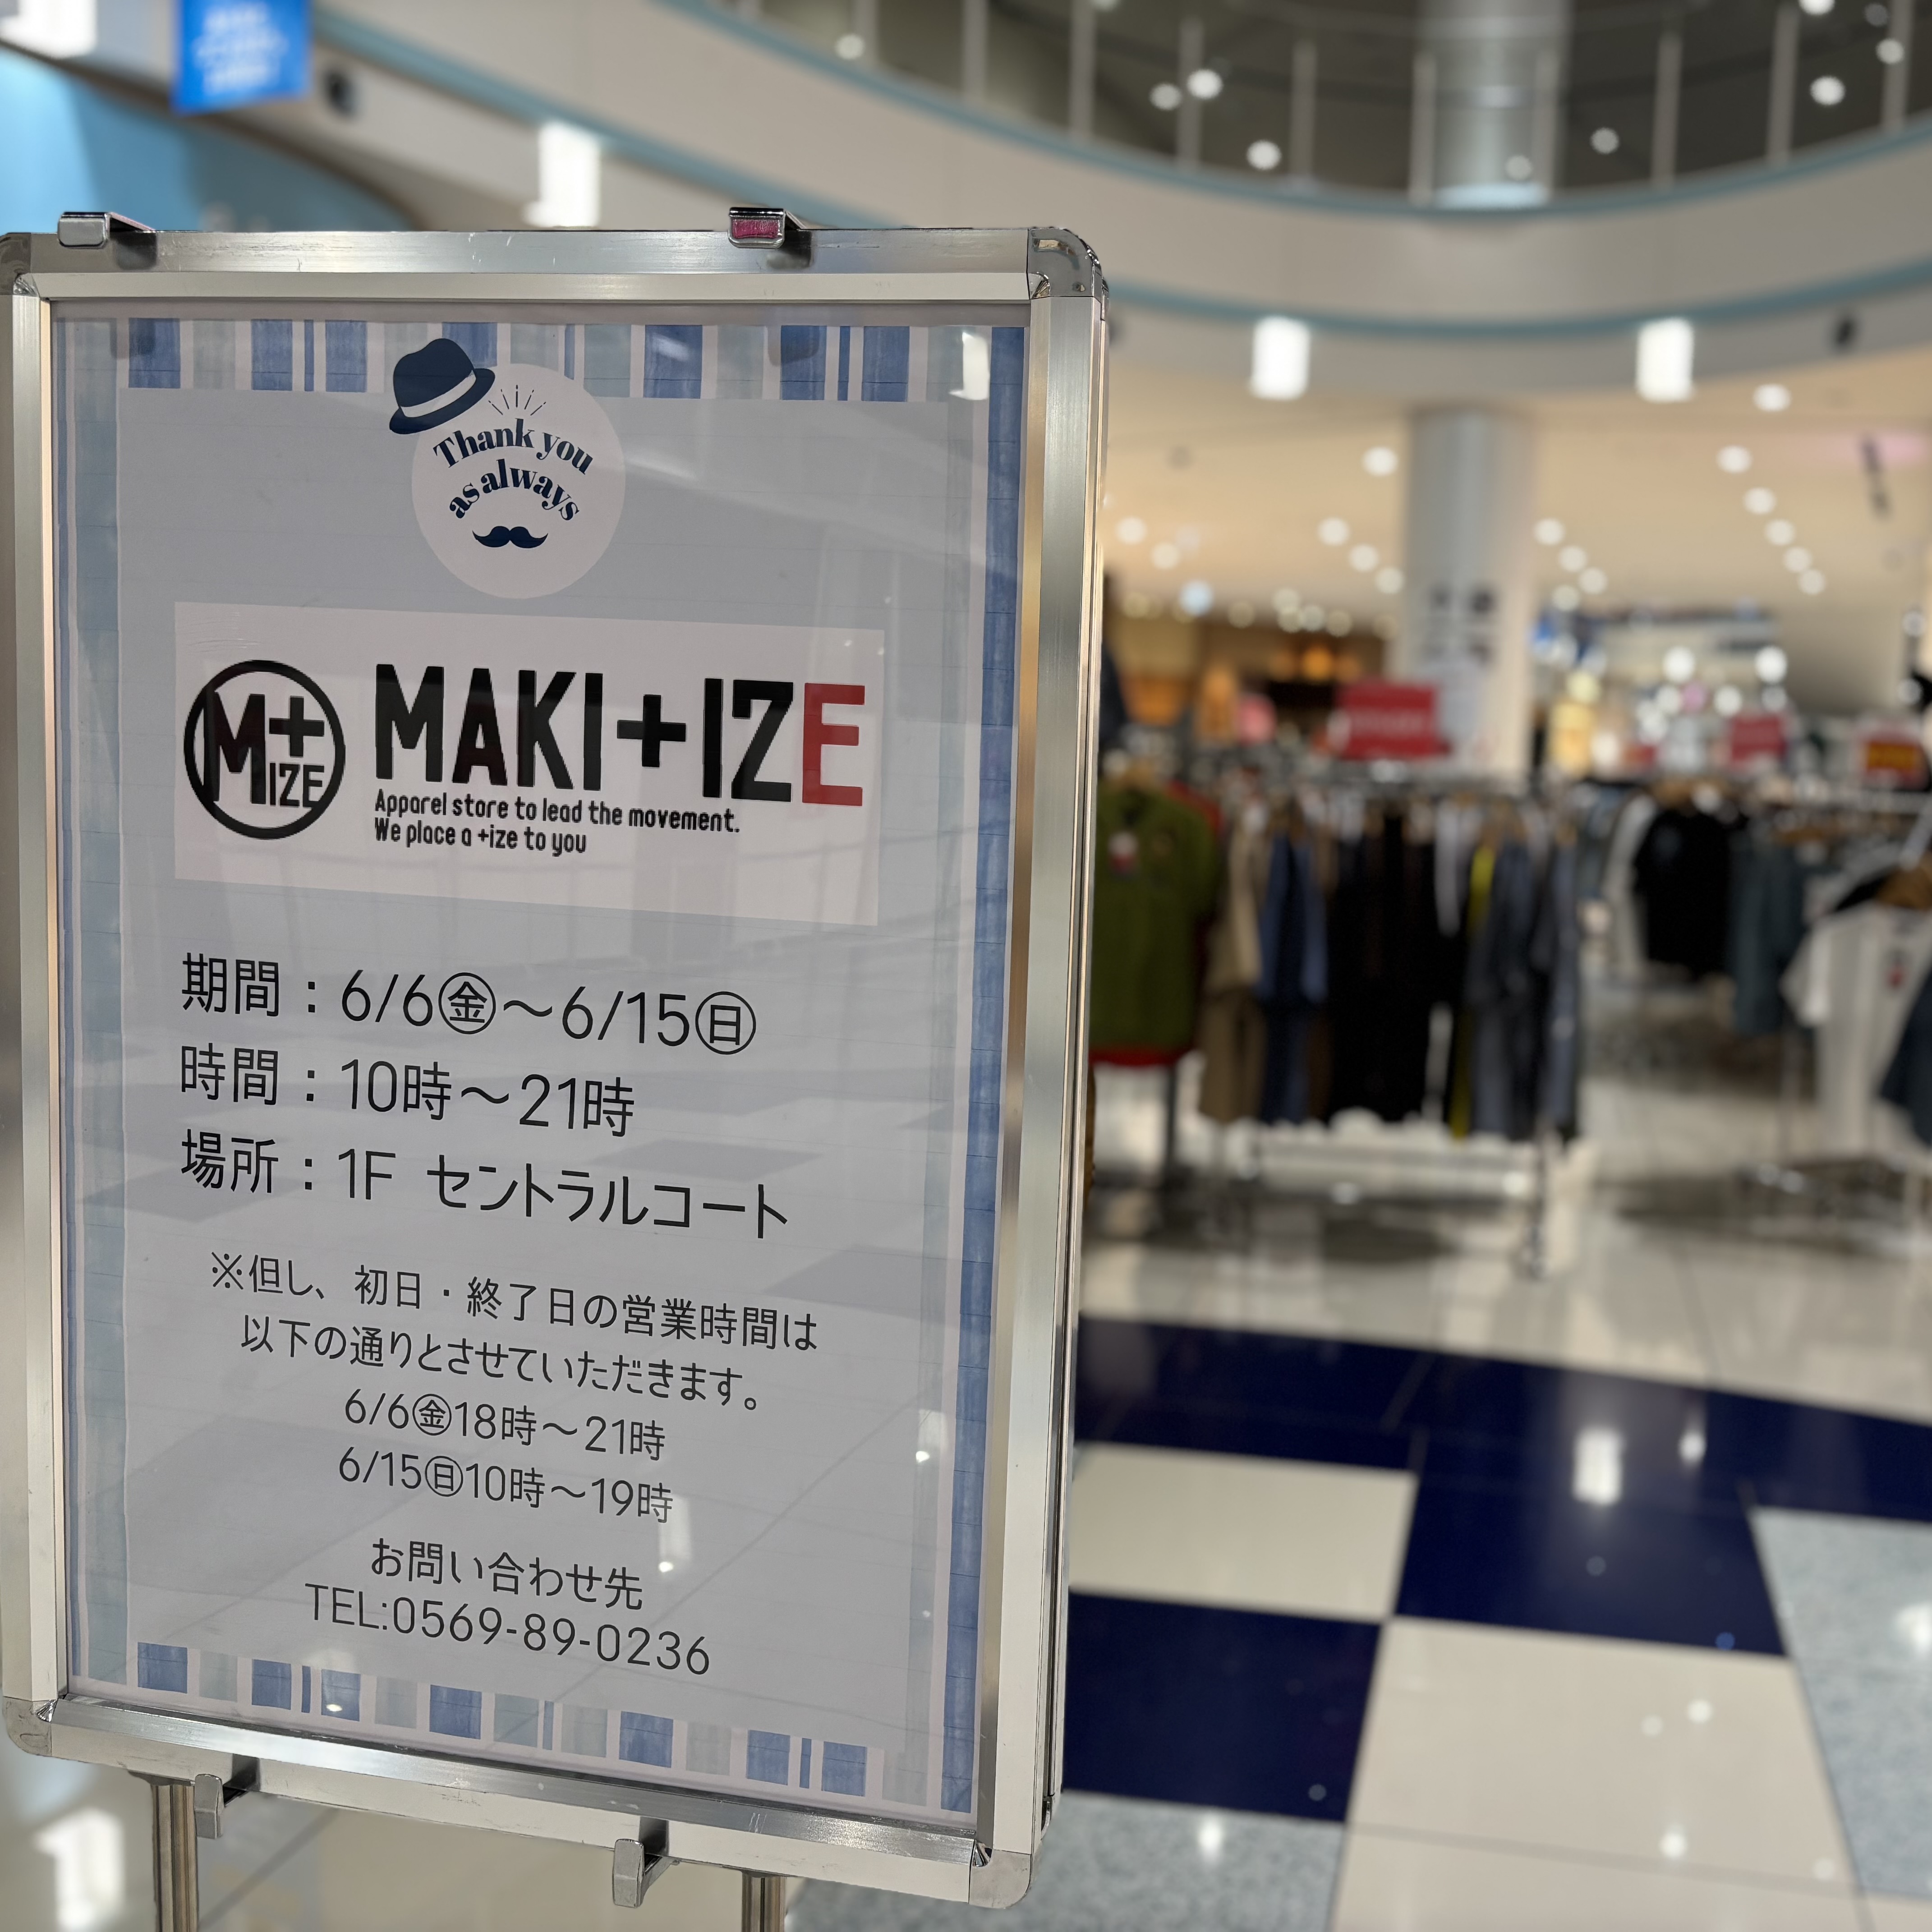 Thank you
as always
M+
IZE
MAKI+IZE
Apparel store to lead the movement.
We place a +ize to you
期間：6/6㊎～6/15㊐
時間：10時～21時
場所：1F セントラルコート
※但し、初日・終了日の営業時間は
以下の通りとさせていただきます。
6/6㊎18時～21時
6/15㊐10時～19時
お問い合わせ先
TEL:0569-89-0236